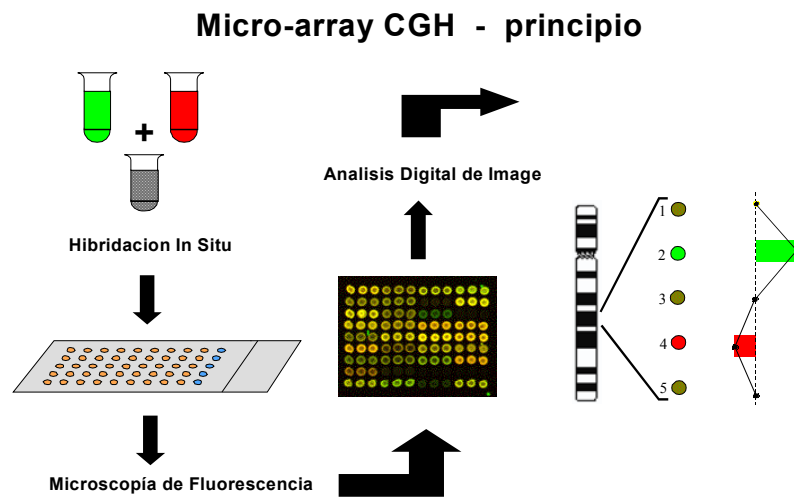 Micro-array CGH - principio
+
Hibridacion In Situ
Microscopía de Fluorescencia
Analisis Digital de Image
1
2
3
4
5